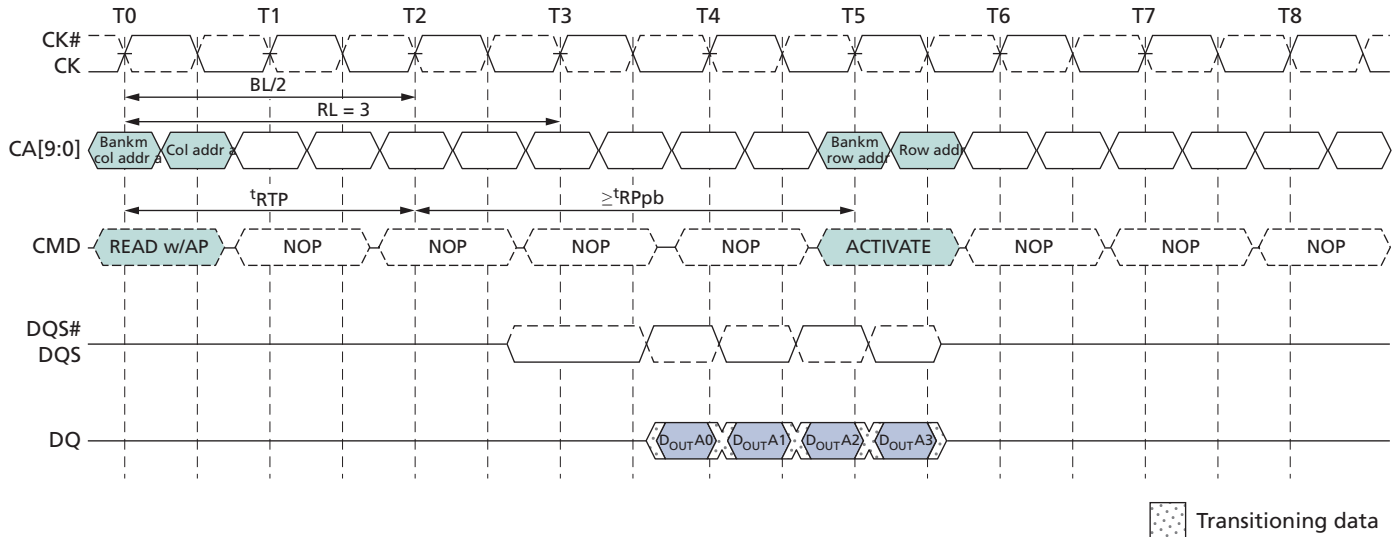 T0 T1 T2 T3 T4 T5 T6 T7 T8
CK#
CK
BL/2
RL = 3
CA[9:0]
Bankm
col addr a
Col addr a
Bankm
row addr
Row addr
tRTP
≥tRPpb
CMD READ w/AP NOP NOP NOP NOP ACTIVATE NOP NOP NOP
DQS#
DQS
DQ DOUTA0 DOUTA1 DOUTA2 DOUTA3
Transitioning data